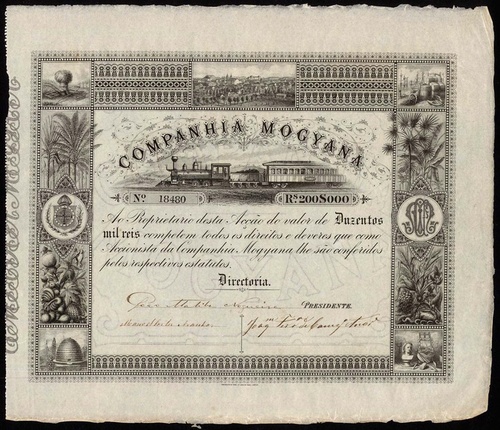 COMPANHIA MOGYANA
Nº 18480 Rˢ 200$000
Ao Proprietario desta Acção do valor de Duzentos
mil reis competem todos os direitos e deveres que como
Accionista da Companhia Mogyana lhe são conferidos
pelos respectivos estatutos.
Directoria.
PRESIDENTE.